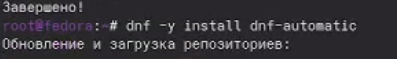 Завершено!
root@fedora:~# dnf -y install dnf-automatic
Обновление и загрузка репозиториев: